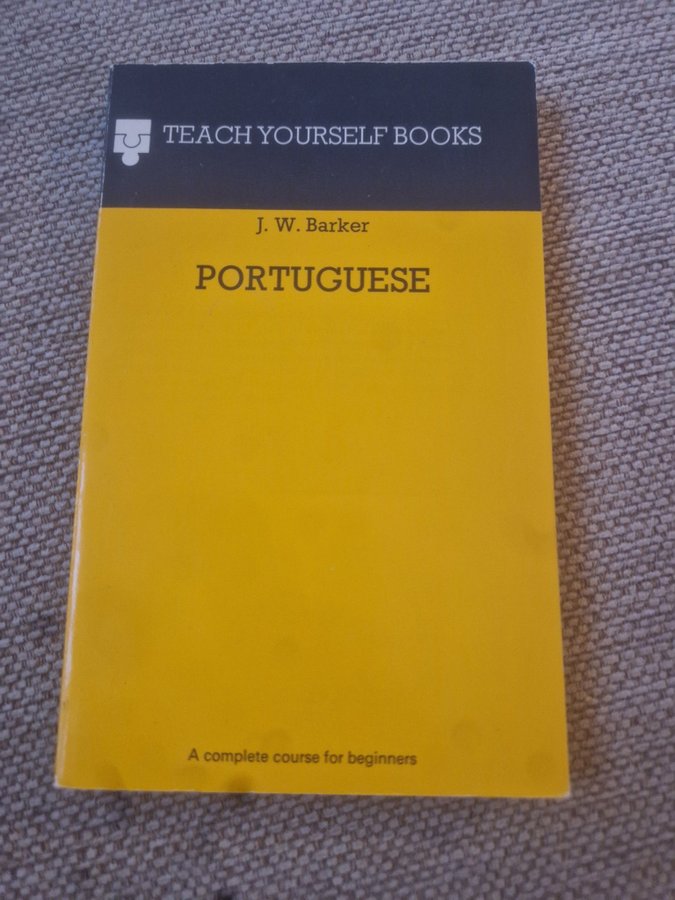 TEACH YOURSELF BOOKS
J. W. Barker
PORTUGUESE
A complete course for beginners